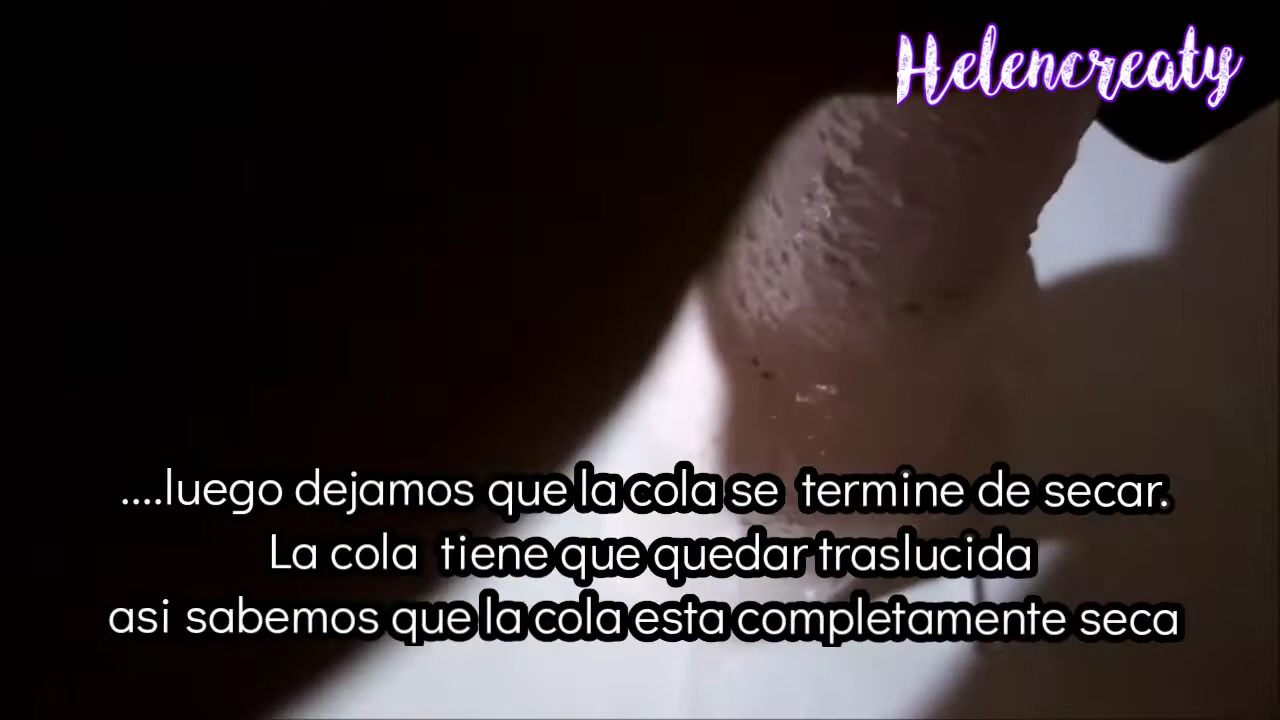 Helencreaty
....luego dejamos que la cola se termine de secar.
La cola tiene que quedar traslucida
asi sabemos que la cola esta completamente seca